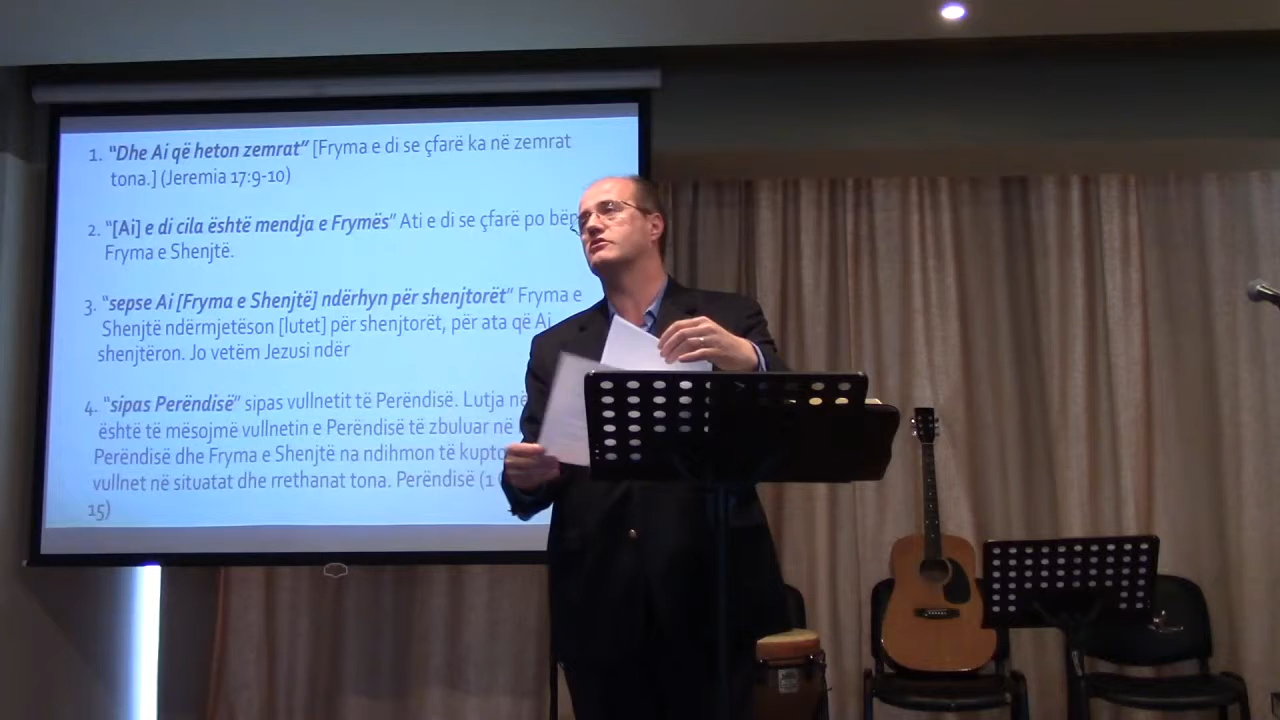 1. "Dhe Ai që heton zemrat" [Fryma e di se çfarë ka në zemrat
tona.] (Jeremia 17:9-10)
2. "[Ai] e di cila është mendja e Frymës" Ati e di se çfarë po
Fryma e Shenjtë.
3. "sepse Ai [Fryma e Shenjtë] ndërhyn për shenjtorët" Fryma e
Shenjtë ndërmjetëson [lutet] për shenjtorët, për ata që Ai
shenjtëron. Jo vetëm Jezusi ndër
4. "sipas Perëndisë" sipas vullnetit të Perëndisë. Lutja në
është të mësojmë vullnetin e Perëndisë të zbuluar në
Perëndisë dhe Fryma e Shenjtë na ndihmon të
vullnet në situatat dhe rrethanat tona. Perëndisë (1
15)